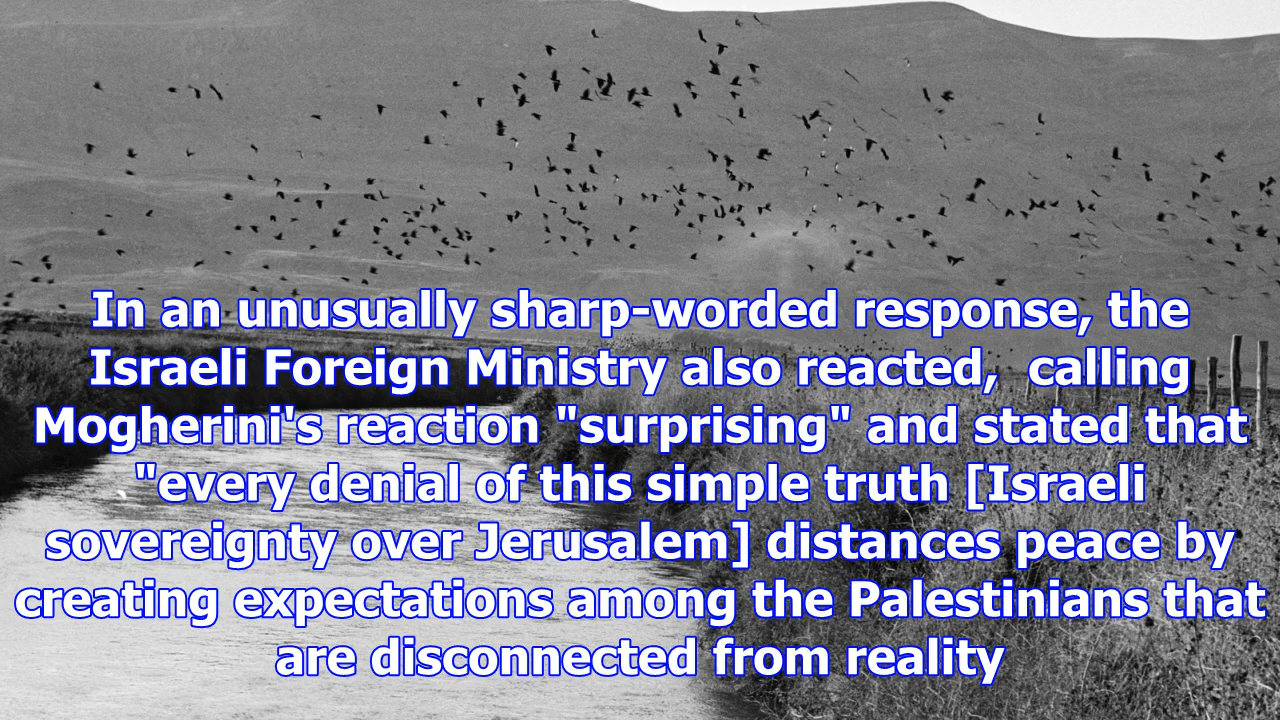 In an unusually sharp-worded response, the
Israeli Foreign Ministry also reacted,  calling
Mogherini's reaction "surprising" and stated that
"every denial of this simple truth [Israeli
sovereignty over Jerusalem] distances peace by
creating expectations among the Palestinians that
are disconnected from reality